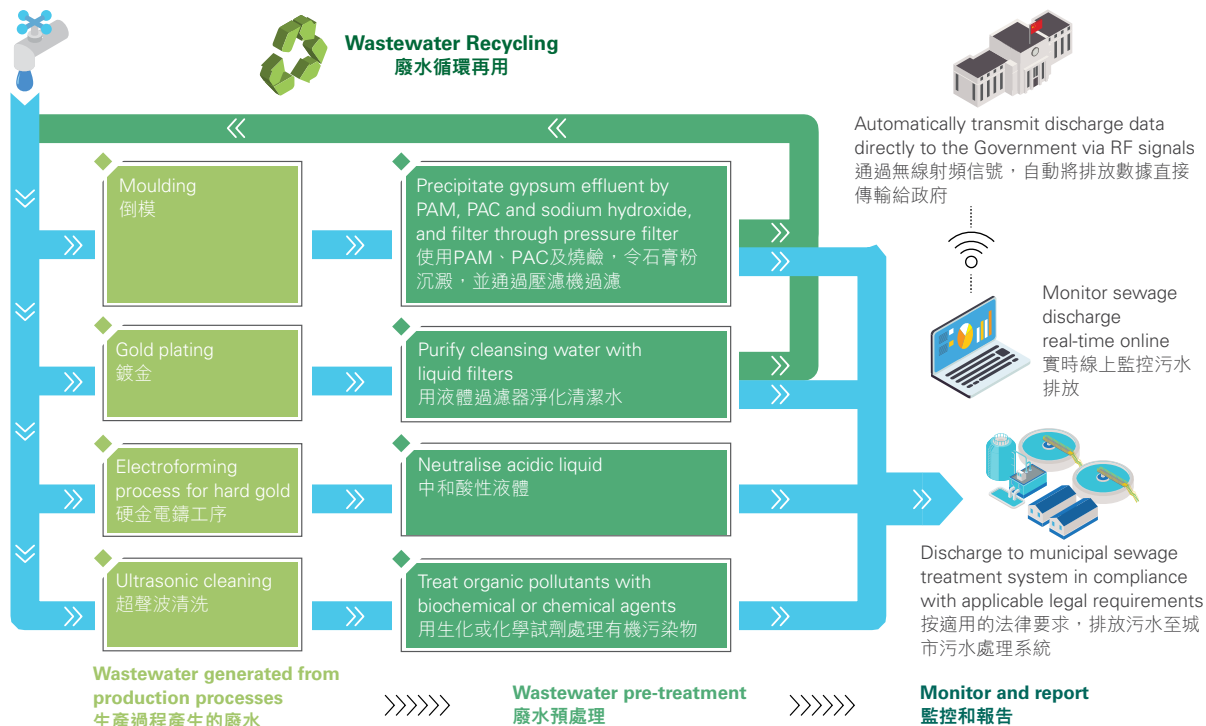 Wastewater Recycling
廢水循環再用
Automatically transmit discharge data
directly to the Government via RF signals
通過無線射頻信號，自動將排放數據直接
傳輸給政府
Moulding
倒模
Precipitate gypsum effluent by
PAM, PAC and sodium hydroxide,
and filter through pressure filter
使用PAM、PAC及燒鹼，令石膏粉
沉澱，並通過壓濾機過濾
Monitor sewage
discharge
real-time online
實時線上監控污水
排放
Gold plating
鍍金
Purify cleansing water with
liquid filters
用液體過濾器淨化清潔水
Electroforming
process for hard gold
硬金電鑄工序
Neutralise acidic liquid
中和酸性液體
Ultrasonic cleaning
超聲波清洗
Treat organic pollutants with
biochemical or chemical agents
用生化或化學試劑處理有機污染物
Discharge to municipal sewage
treatment system in compliance
with applicable legal requirements
按適用的法律要求，排放污水至城
市污水處理系統
Wastewater generated from
production processes
生產過程產生的廢水
Wastewater pre-treatment
廢水預處理
Monitor and report
監控和報告